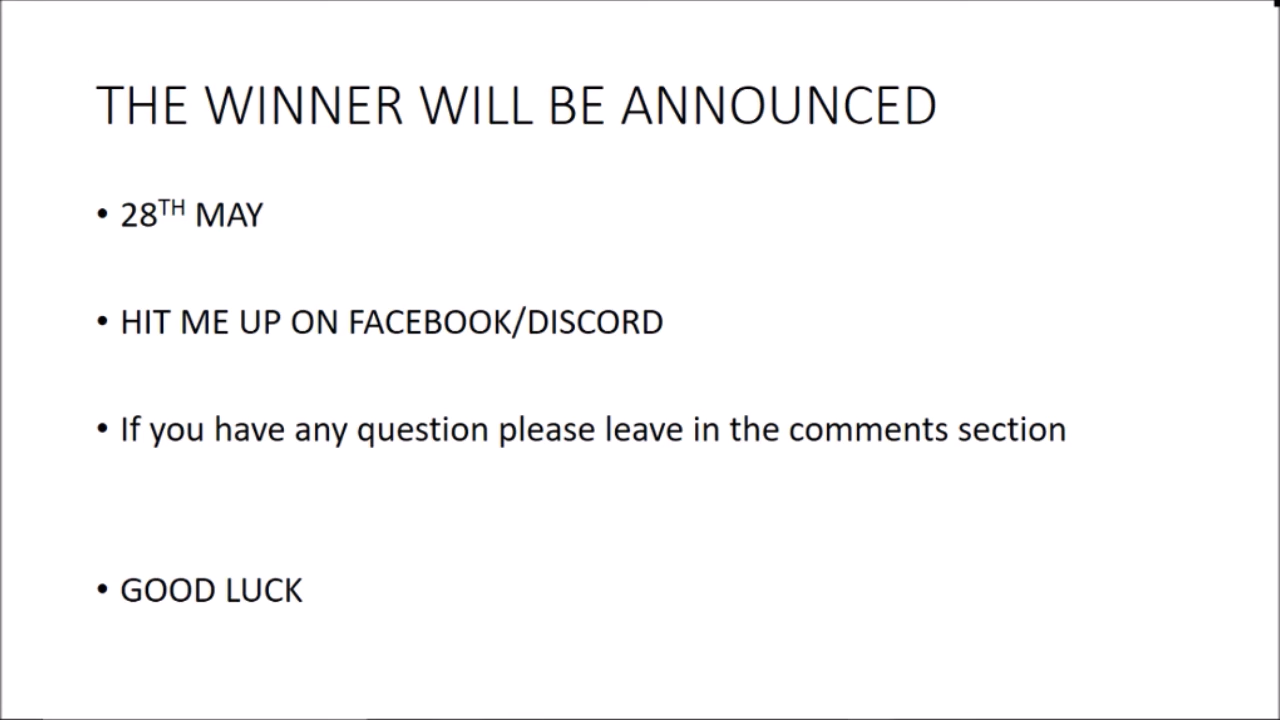 THE WINNER WILL BE ANNOUNCED
• 28TH MAY
• HIT ME UP ON FACEBOOK/DISCORD
• If you have any question please leave in the comments section
• GOOD LUCK